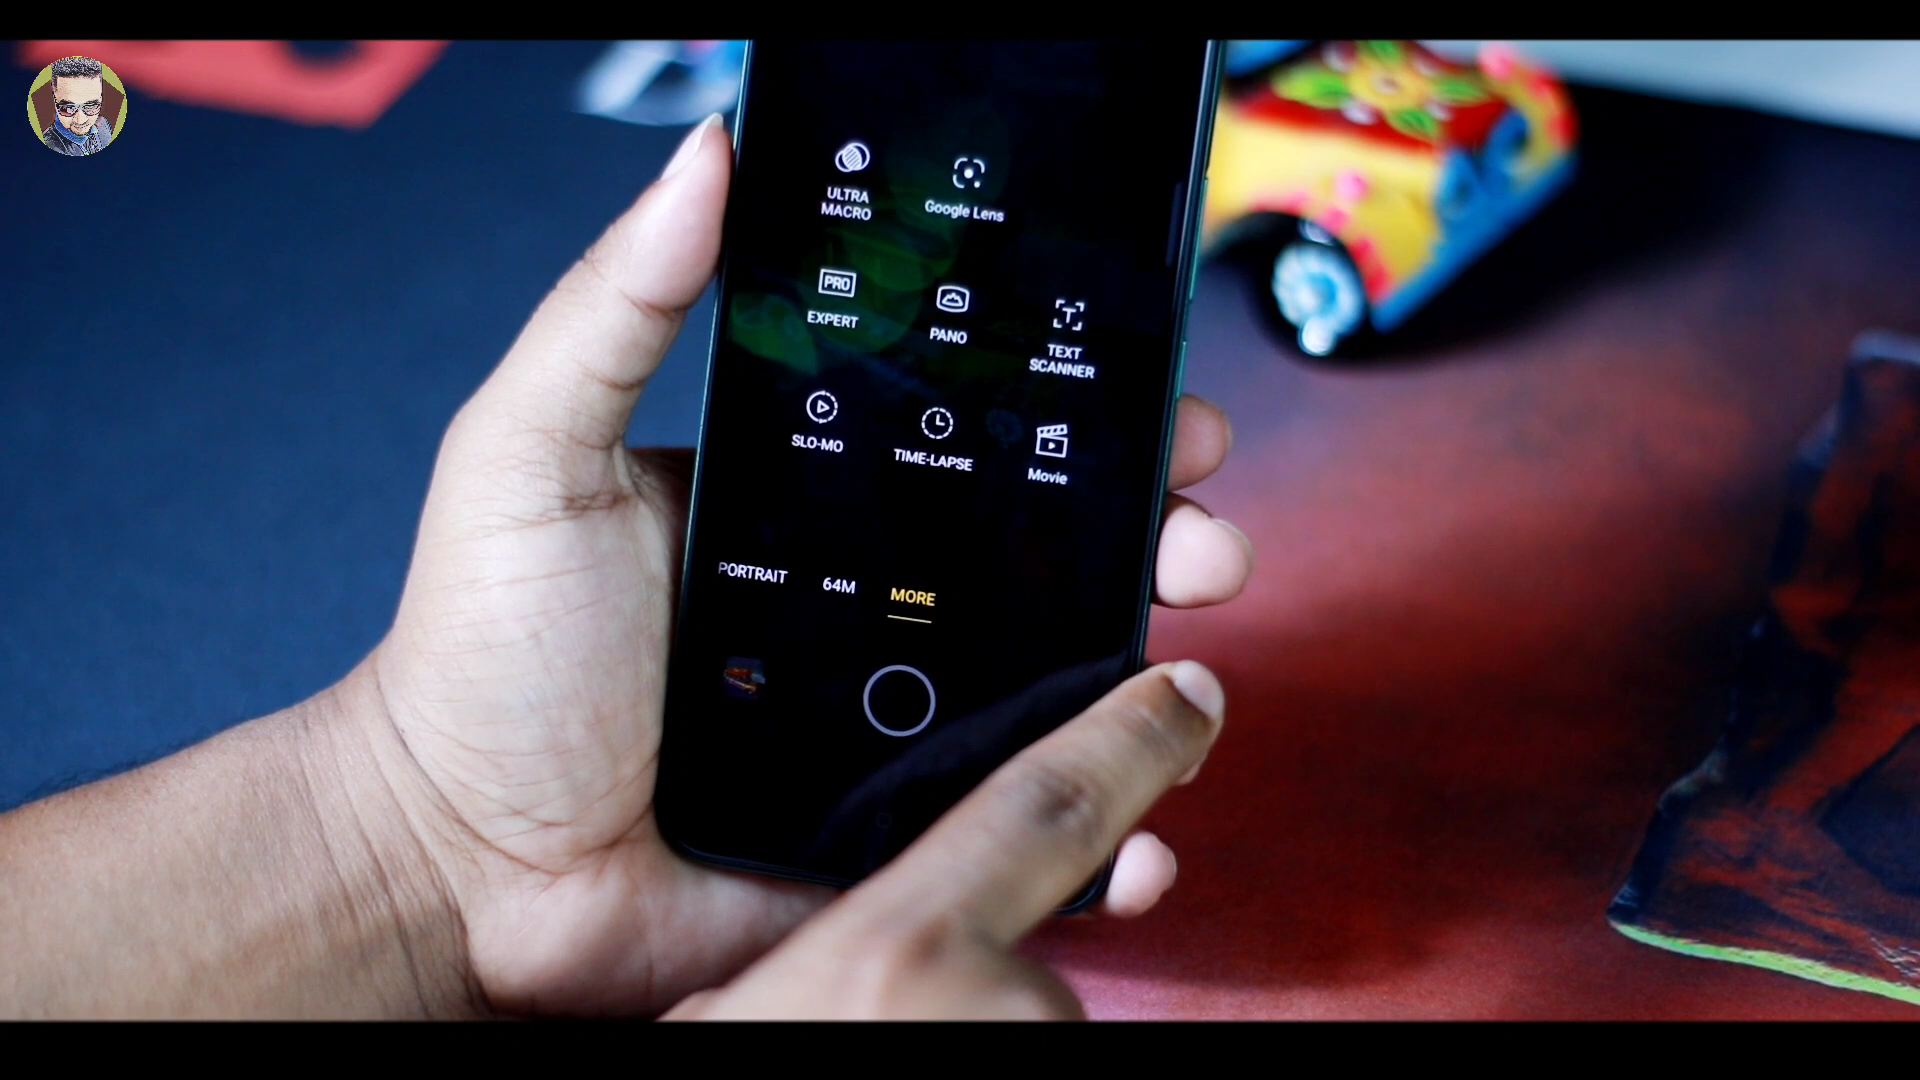 ULTRA
MACRO
Google Lens
PRO
EXPERT
PANO
T
TEXT
SCANNER
SLO-MO
TIME-LAPSE
Movie
PORTRAIT
64M
MORE